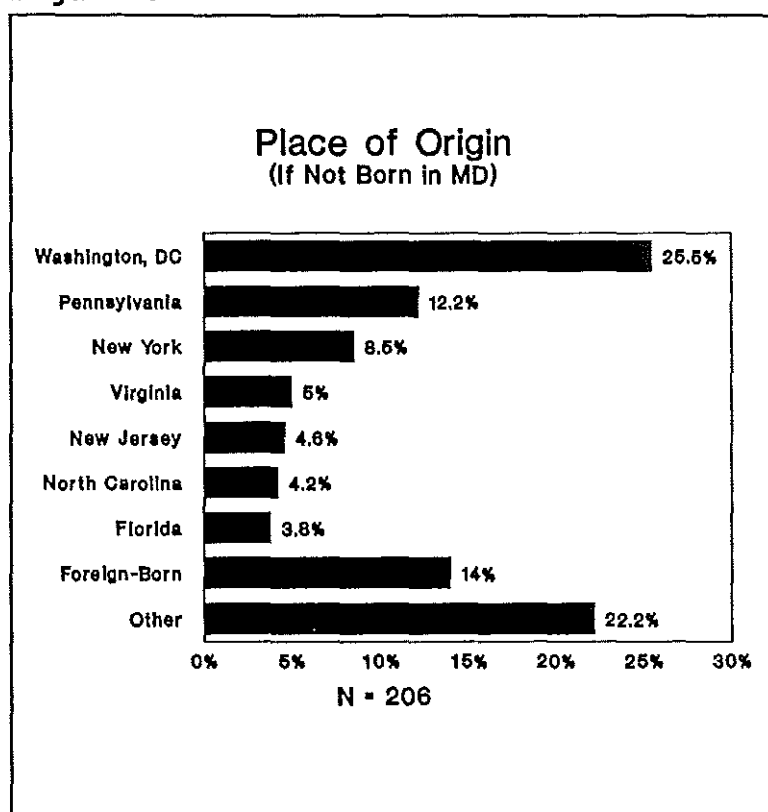 Place of Origin
(If Not Born in MD)
Washington, DC 25.5%
Pennsylvania 12.2%
New York 8.5%
Virginia 5%
New Jersey 4.6%
North Carolina 4.2%
Florida 3.8%
Foreign-Born 14%
Other 22.2%
0% 5% 10% 15% 20% 25% 30%
N = 206